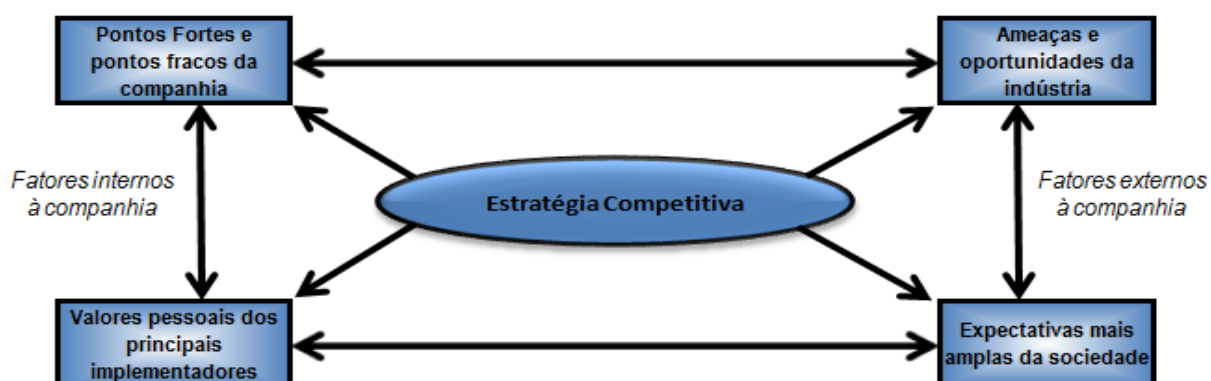 Pontos Fortes e
pontos fracos da
companhia
Ameaças e
oportunidades da
indústria
Fatores internos
à companhia
Estratégia Competitiva
Fatores externos
à companhia
Valores pessoais dos
principais
implementadores
Expectativas mais
amplas da sociedade